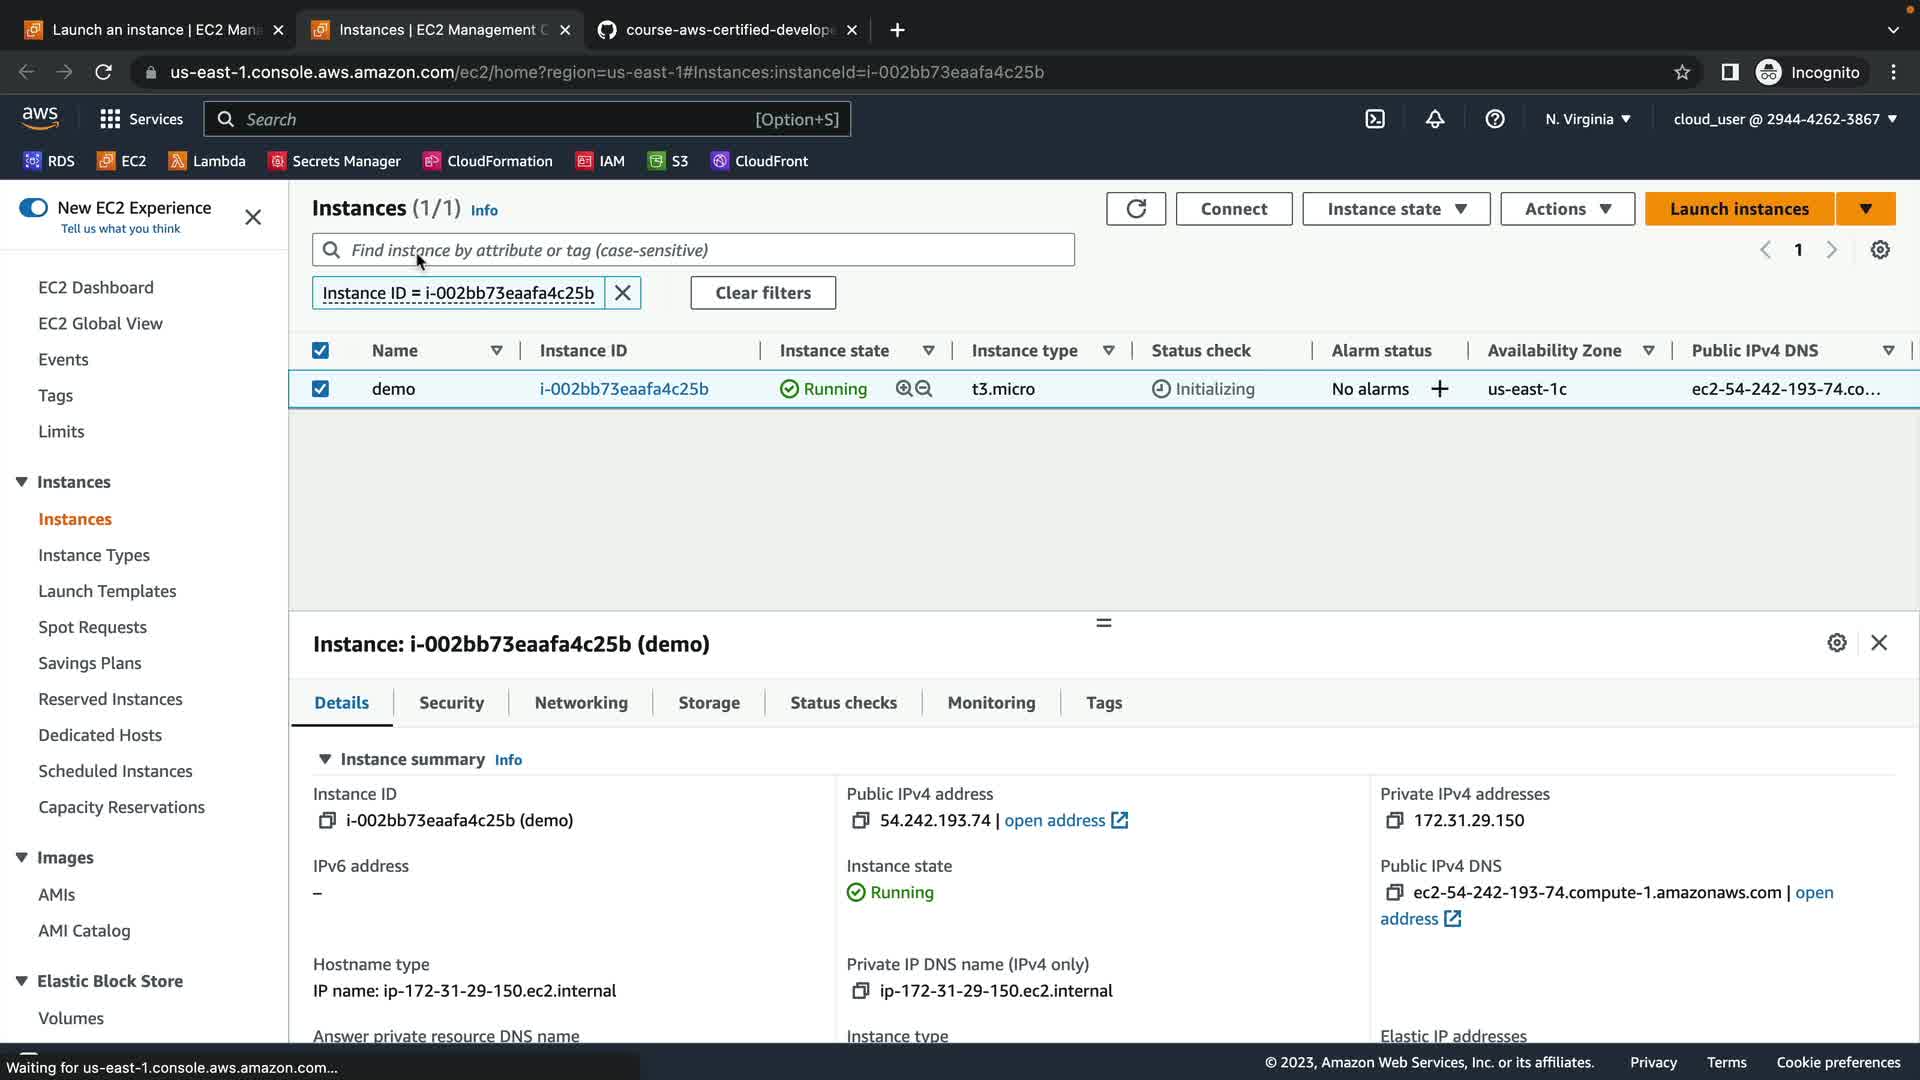 Launch an instance | EC2 Mana
Instances | EC2 Management C
course-aws-certified-develope
us-east-1.console.aws.amazon.com/ec2/home?region=us-east-1#Instances:instanceId=i-002bb73eaafa4c25b
Incognito
aws
Services
Search
[Option+S]
N. Virginia
cloud_user @ 2944-4262-3867
RDS
EC2
Lambda
Secrets Manager
CloudFormation
IAM
S3
CloudFront
New EC2 Experience
Tell us what you think
EC2 Dashboard
EC2 Global View
Events
Tags
Limits
Instances
Instances
Instance Types
Launch Templates
Spot Requests
Savings Plans
Reserved Instances
Dedicated Hosts
Scheduled Instances
Capacity Reservations
Images
AMIs
AMI Catalog
Elastic Block Store
Volumes
Instances (1/1) Info
Connect
Instance state
Actions
Launch instances
Find instance by attribute or tag (case-sensitive)
1
Instance ID = i-002bb73eaafa4c25b
Clear filters
Name
Instance ID
Instance state
Instance type
Status check
Alarm status
Availability Zone
Public IPv4 DNS
demo
i-002bb73eaafa4c25b
Running
t3.micro
Initializing
No alarms
us-east-1c
ec2-54-242-193-74.co...
Instance: i-002bb73eaafa4c25b (demo)
Details
Security
Networking
Storage
Status checks
Monitoring
Tags
Instance summary Info
Instance ID
i-002bb73eaafa4c25b (demo)
Public IPv4 address
54.242.193.74 | open address
Private IPv4 addresses
172.31.29.150
IPv6 address
–
Instance state
Running
Public IPv4 DNS
ec2-54-242-193-74.compute-1.amazonaws.com | open
address
Hostname type
IP name: ip-172-31-29-150.ec2.internal
Private IP DNS name (IPv4 only)
ip-172-31-29-150.ec2.internal
Answer private resource DNS name
Instance type
Elastic IP addresses
Waiting for us-east-1.console.aws.amazon.com...
© 2023, Amazon Web Services, Inc. or its affiliates.
Privacy
Terms
Cookie preferences